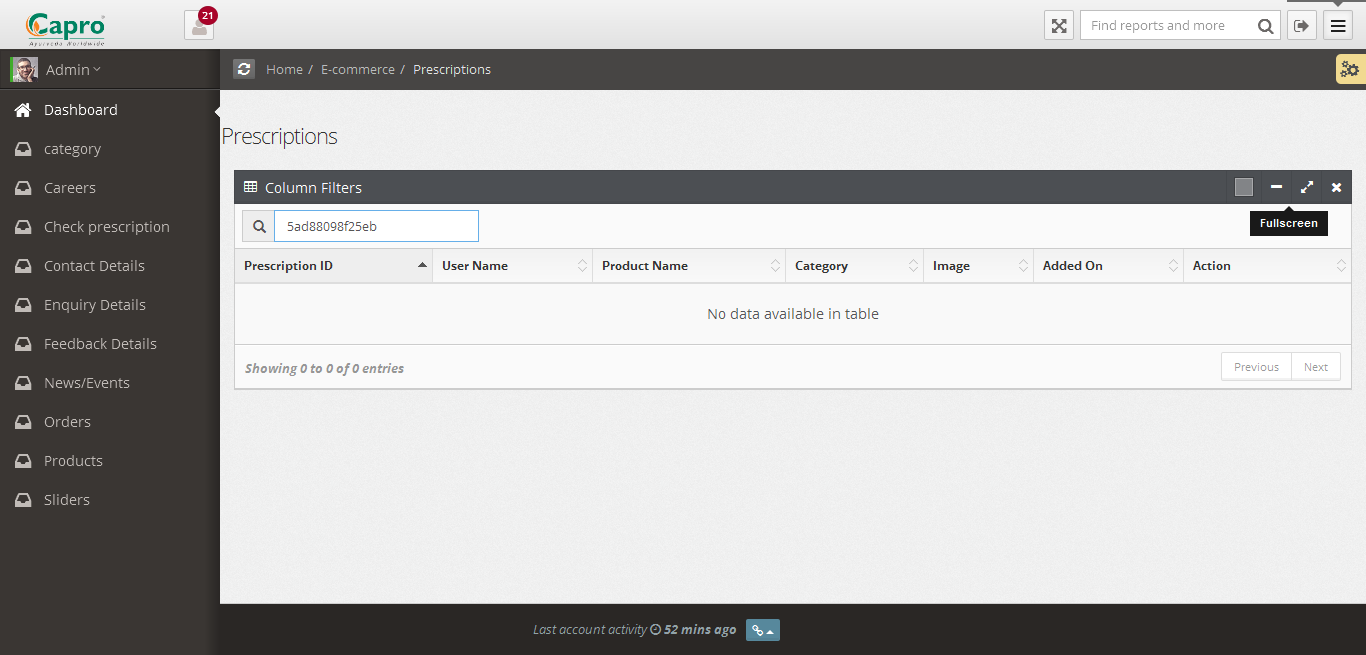 Capro
Ayurveda Worldwide
21
Find reports and more
Admin
Home / E-commerce / Prescriptions
Dashboard
category
Careers
Check prescription
Contact Details
Enquiry Details
Feedback Details
News/Events
Orders
Products
Sliders
Prescriptions
Column Filters
Fullscreen
5ad88098f25eb
Prescription ID User Name Product Name Category Image Added On Action
No data available in table
Showing 0 to 0 of 0 entries
Previous Next
Last account activity 52 mins ago